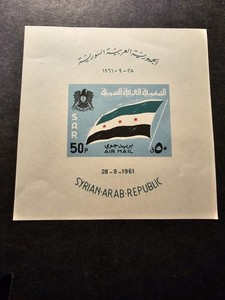 الجمهورية العربية السورية
٢٨-٩-١٩٦١
الجمهورية العربية السورية
SAR
50P
بريد جوي
AIR MAIL
٥٠ ق
28-9-1961
SYRIAN·ARAB·REPUBLIC